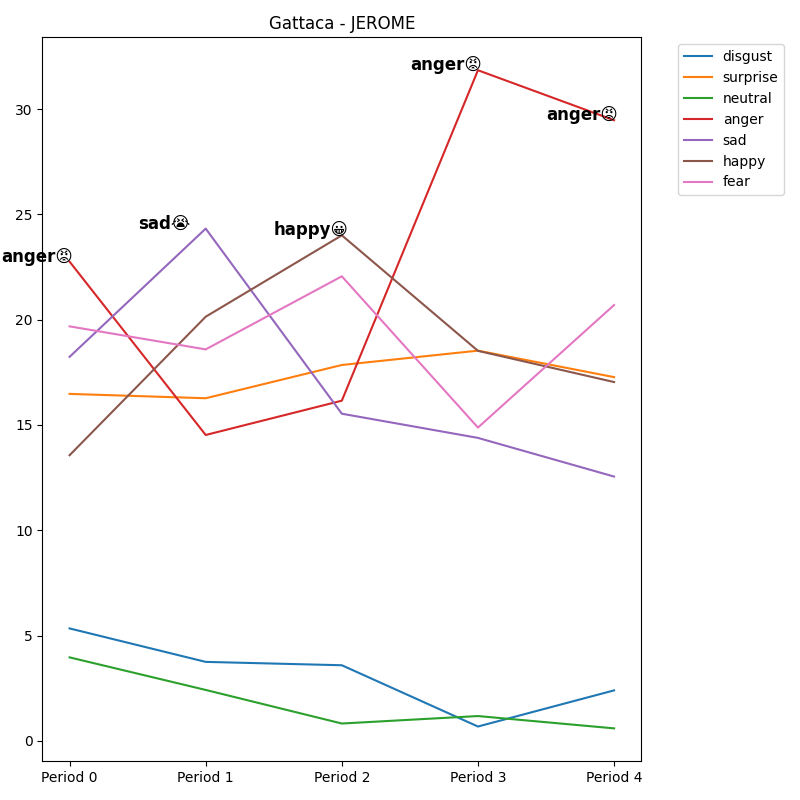 Gattaca - JEROME
disgust
surprise
neutral
anger
sad
happy
fear
anger😡
anger😡
sad😭
happy😀
anger😡
30
25
20
15
10
5
0
Period 0 Period 1 Period 2 Period 3 Period 4